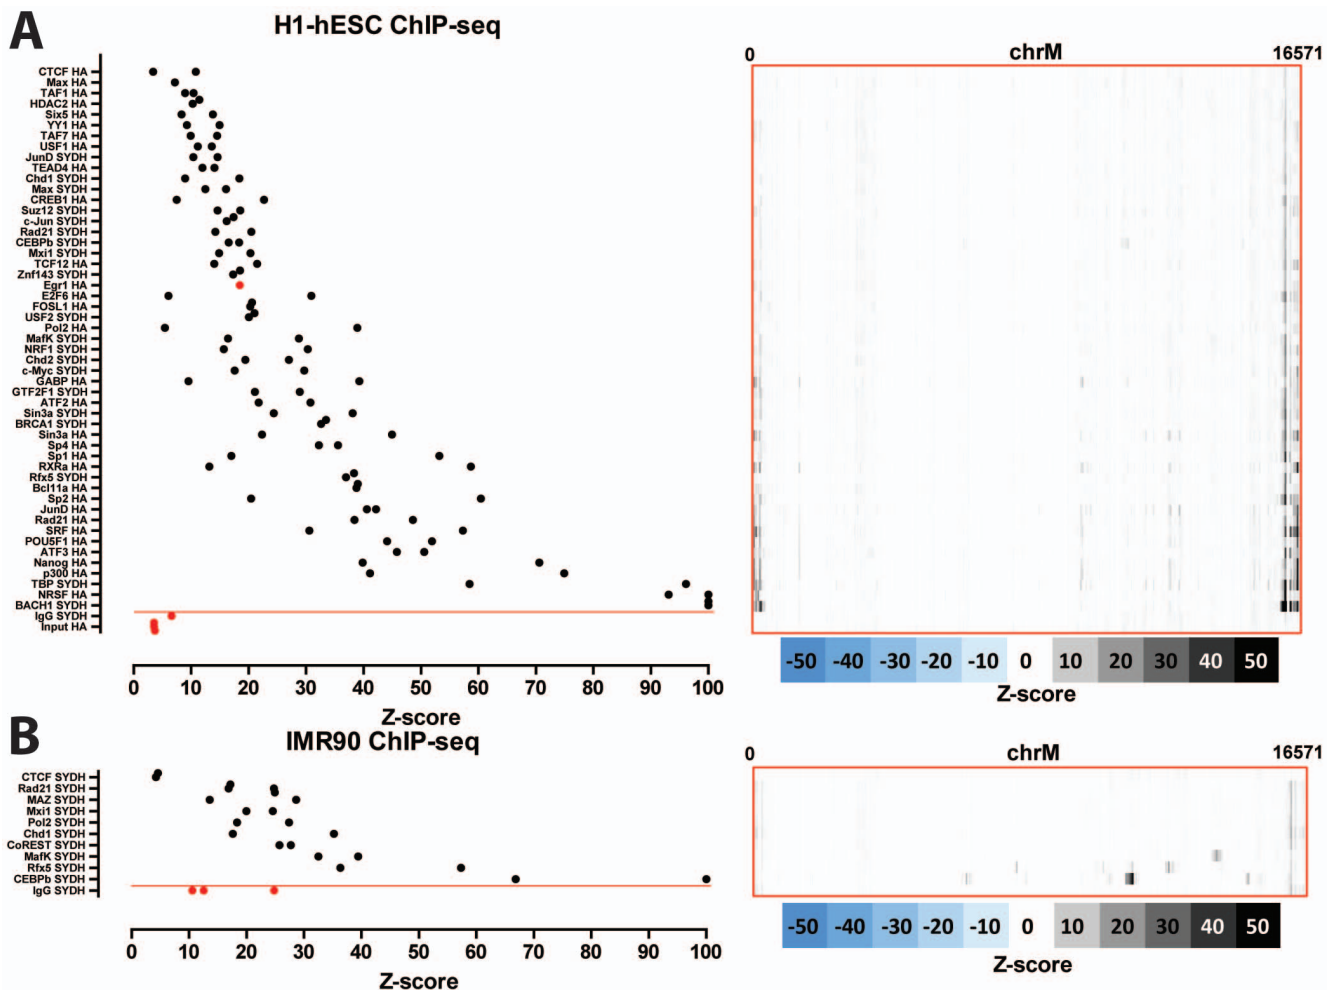 A
H1-hESC ChIP-seq
CTCF HA
Max HA
TAF1 HA
HDAC2 HA
Six5 HA
YY1 HA
TAF7 HA
USF1 HA
JunD SYDH
TEAD4 HA
Chd1 SYDH
Max SYDH
CREB1 HA
Suz12 SYDH
c-Jun SYDH
Rad21 SYDH
CEBPb SYDH
Mxi1 SYDH
TCF12 HA
Znf143 SYDH
Egr1 HA
E2F6 HA
FOSL1 HA
USF2 SYDH
Pol2 HA
MafK SYDH
NRF1 SYDH
Chd2 SYDH
c-Myc SYDH
GABP HA
GTF2F1 SYDH
ATF2 HA
Sin3a SYDH
BRCA1 SYDH
Sin3a HA
Sp4 HA
Sp1 HA
RXRa HA
Rfx5 SYDH
Bcl11a HA
Sp2 HA
JunD HA
Rad21 HA
SRF HA
POU5F1 HA
ATF3 HA
Nanog HA
p300 HA
TBP SYDH
NRSF HA
BACH1 SYDH
IgG SYDH
Input HA
0 10 20 30 40 50 60 70 80 90 100
Z-score
0 chrM 16571
-50 -40 -30 -20 -10 0 10 20 30 40 50
Z-score
B
IMR90 ChIP-seq
CTCF SYDH
Rad21 SYDH
MAZ SYDH
Mxi1 SYDH
Pol2 SYDH
Chd1 SYDH
CoREST SYDH
MafK SYDH
Rfx5 SYDH
CEBPb SYDH
IgG SYDH
0 10 20 30 40 50 60 70 80 90 100
Z-score
0 chrM 16571
-50 -40 -30 -20 -10 0 10 20 30 40 50
Z-score